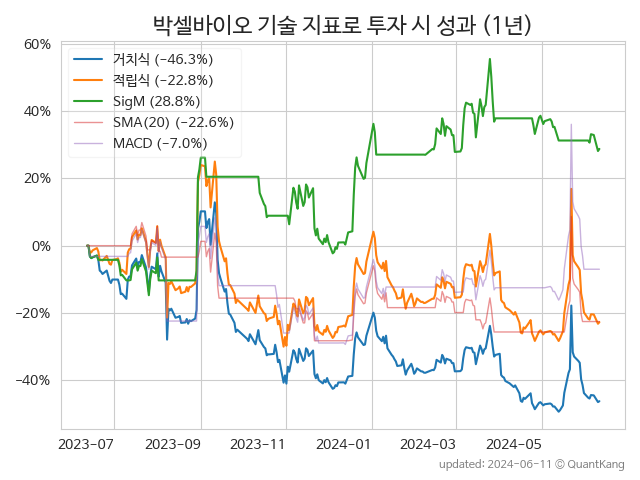 박셀바이오 기술 지표로 투자 시 성과 (1년)
60%
40%
20%
0%
−20%
−40%
거치식 (−46.3%)
적립식 (−22.8%)
SigM (28.8%)
SMA(20) (−22.6%)
MACD (−7.0%)
2023−07 2023−09 2023−11 2024−01 2024−03 2024−05
updated: 2024−06−11 © QuantKang